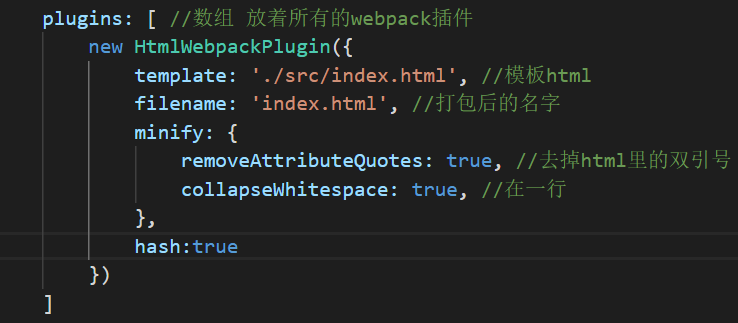 plugins: [ //数组 放着所有的webpack插件
    new HtmlWebpackPlugin({
        template: './src/index.html', //模板html
        filename: 'index.html', //打包后的名字
        minify: {
            removeAttributeQuotes: true, //去掉html里的双引号
            collapseWhitespace: true, //在一行
        },
        hash:true
    })
]